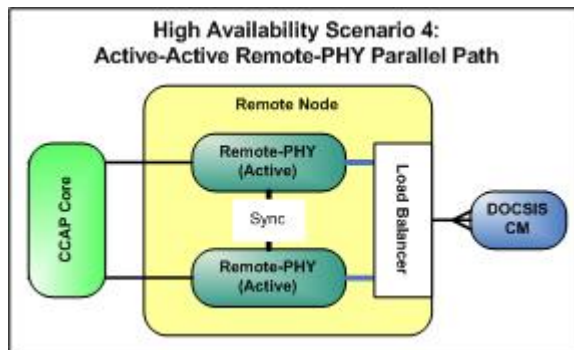 High Availability Scenario 4:
Active-Active Remote-PHY Parallel Path
Remote Node
Remote-PHY
(Active)
CCAP Core
Sync
Load Balancer
DOCSIS
CM
Remote-PHY
(Active)